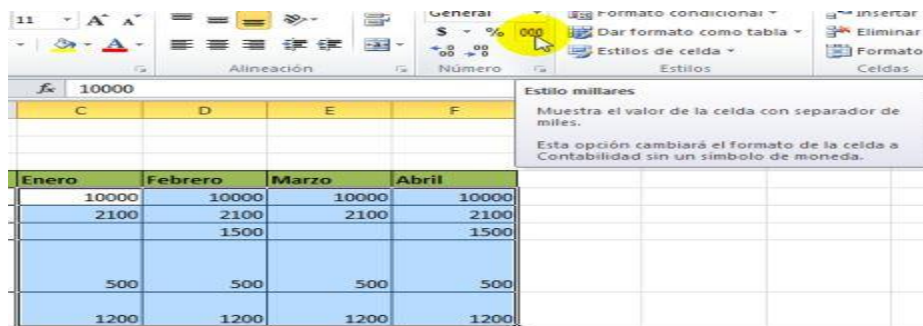 11 A A General Formato condicional Insertar
A $ % 000 Dar formato como tabla Eliminar
Estilos de celda Formato
Alineación Número Estilos Celdas
fx 10000
Estilo millares
C D E F
Muestra el valor de la celda con separador de
miles.
Esta opción cambiará el formato de la celda a
Contabilidad sin un símbolo de moneda.
Enero Febrero Marzo Abril
10000 10000 10000 10000
2100 2100 2100 2100
1500 1500
500 500 500 500
1200 1200 1200 1200